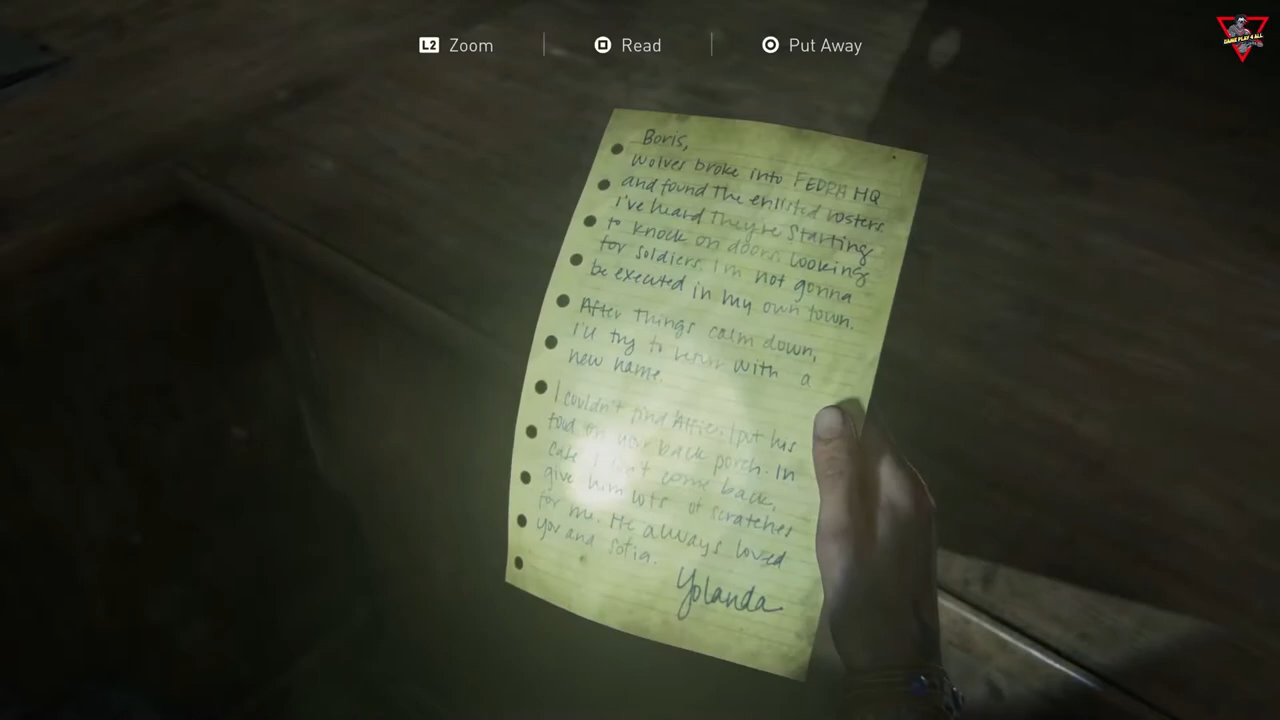 L2 Zoom
Read
Put Away
GAME PLAY 4 ALL
Boris,
Wolves broke into FEDRA HQ
and found the enlisted rosters.
I've heard They're Starting
to knock on doors looking
for soldiers. I'm not gonna
be executed in my own town.
After things calm down,
I'll try to return with a
new name.
I couldn't find Alfie. I put his
food on your back porch. In
case I don't come back,
give him lots of scratches
for me. He always loved
you and Sofia.
Yolanda